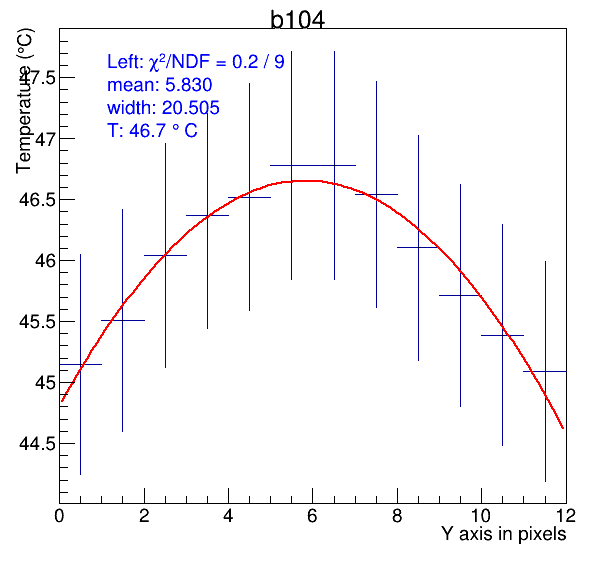 b104
Temperature (°C)
Left: χ²/NDF = 0.2 / 9
mean: 5.830
width: 20.505
T: 46.7 ° C
47.5
47
46.5
46
45.5
45
44.5
0 2 4 6 8 10 12
Y axis in pixels